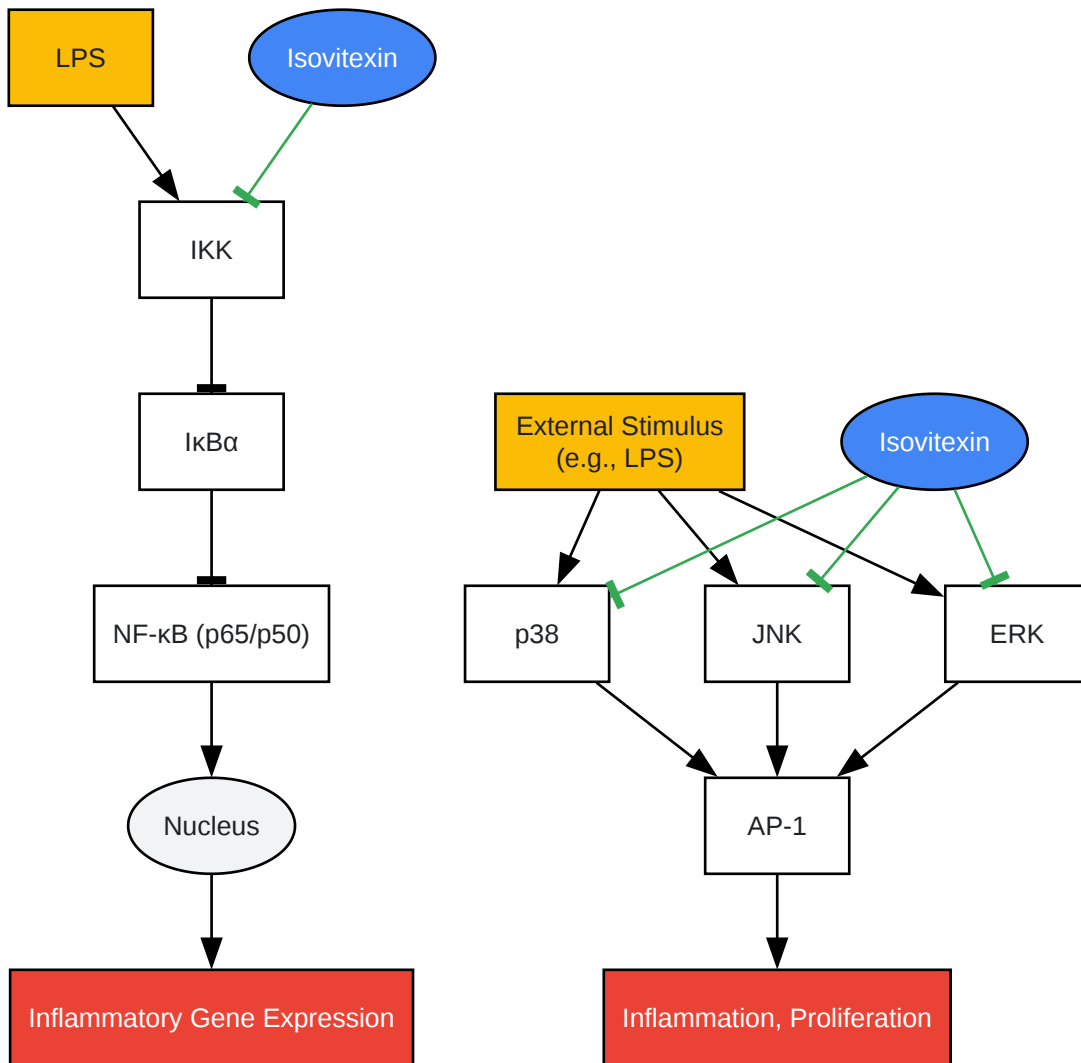 LPS
Isovitexin
IKK
IκBα
NF-κB (p65/p50)
Nucleus
Inflammatory Gene Expression
External Stimulus
(e.g., LPS)
Isovitexin
p38
JNK
ERK
AP-1
Inflammation, Proliferation